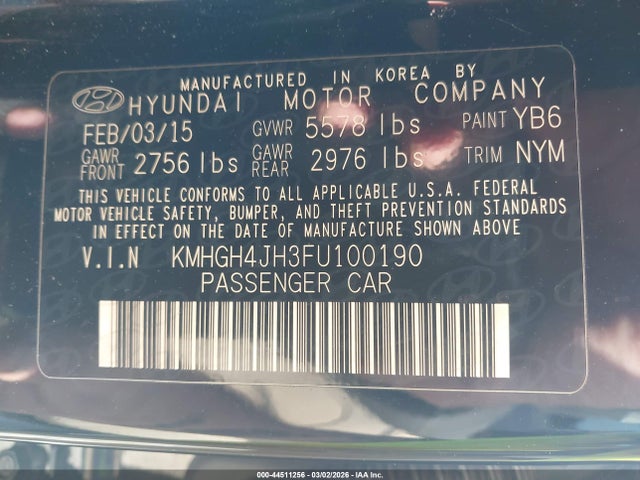 MANUFACTURED IN KOREA BY
HYUNDAI MOTOR COMPANY
FEB/03/15 GVWR 5578 lbs PAINT YB6
GAWR FRONT 2756 lbs GAWR REAR 2976 lbs TRIM NYM
THIS VEHICLE CONFORMS TO ALL APPLICABLE U.S.A. FEDERAL
MOTOR VEHICLE SAFETY, BUMPER, AND THEFT PREVENTION STANDARDS
IN EFFECT ON THE DATE OF MANUFACTURE SHOWN ABOVE
V.I.N KMHGH4JH3FU100190
PASSENGER CAR
000-44511256 - 03/02/2026 - IAA Inc.